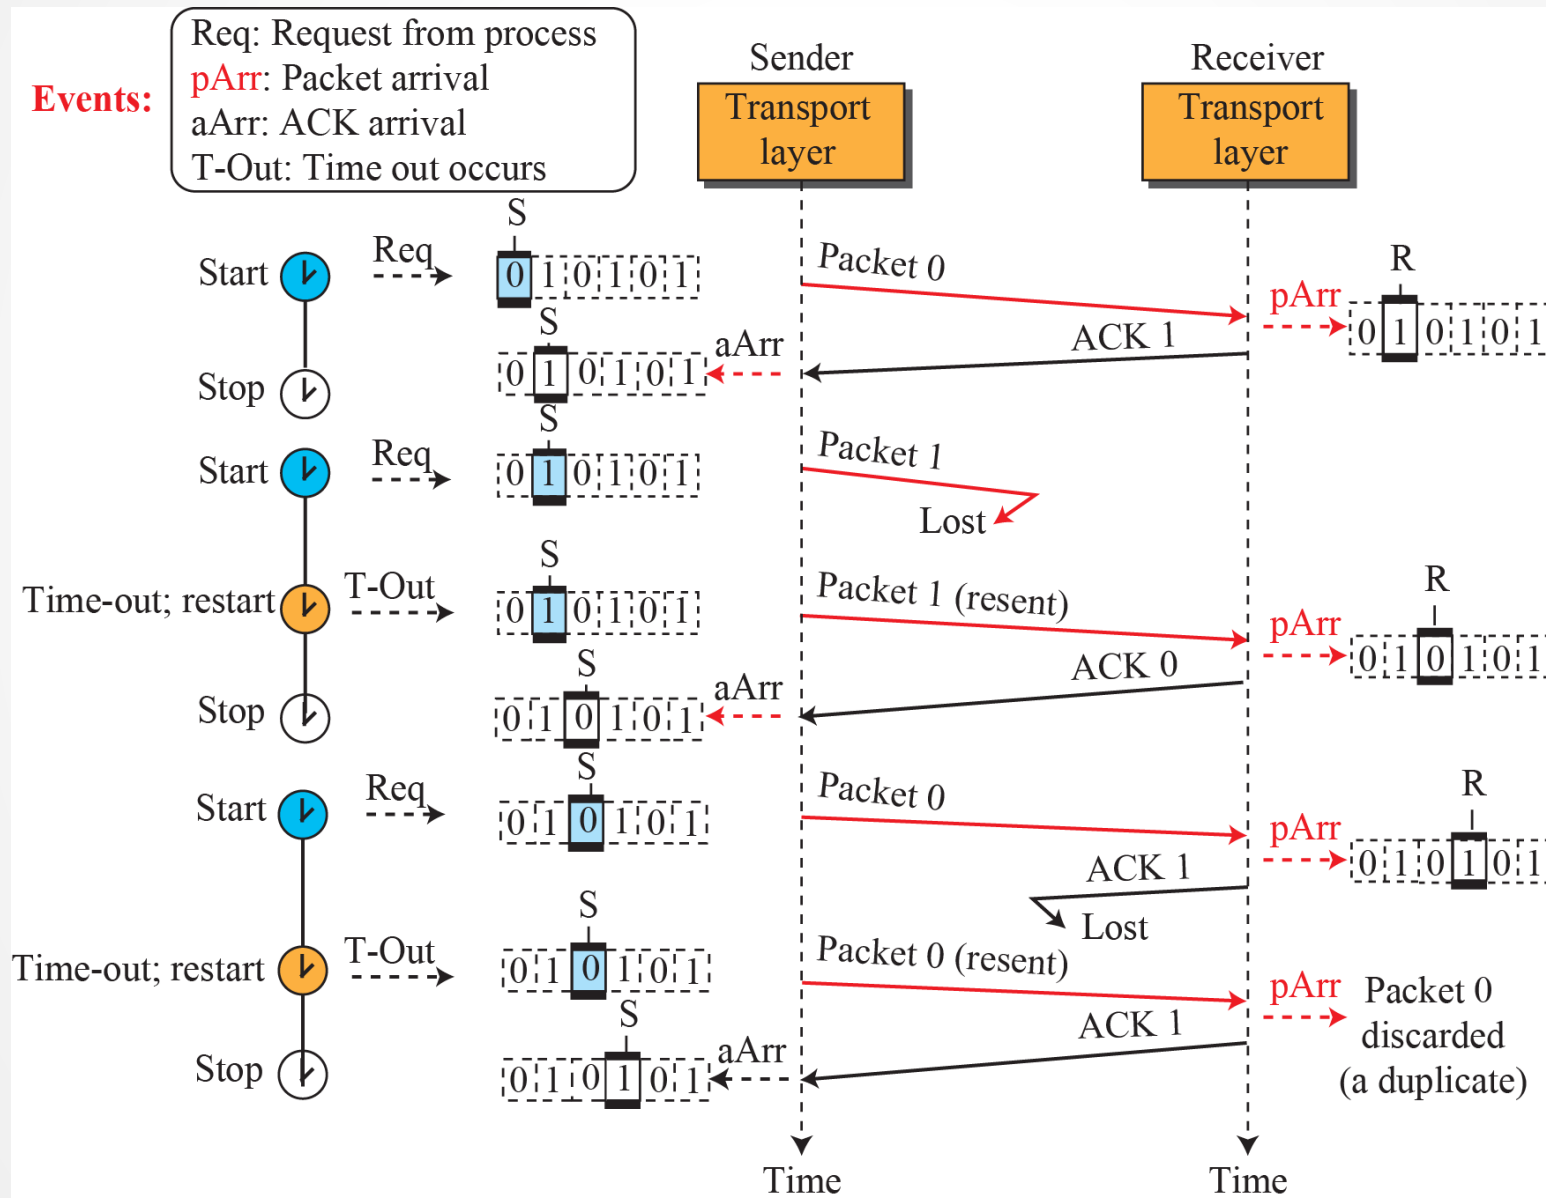 Events:
Req: Request from process
pArr: Packet arrival
aArr: ACK arrival
T-Out: Time out occurs
Sender
Transport
layer
Receiver
Transport
layer
Start
Req
S
0 1 0 1 0 1
Packet 0
pArr
R
0 1 0 1 0 1
Stop
S
0 1 0 1 0 1
aArr
ACK 1
Start
Req
S
0 1 0 1 0 1
Packet 1
Lost
Time-out; restart
T-Out
S
0 1 0 1 0 1
Packet 1 (resent)
pArr
R
0 1 0 1 0 1
Stop
S
0 1 0 1 0 1
aArr
ACK 0
Start
Req
S
0 1 0 1 0 1
Packet 0
pArr
R
0 1 0 1 0 1
ACK 1
Lost
Time-out; restart
T-Out
S
0 1 0 1 0 1
Packet 0 (resent)
pArr
Packet 0
discarded
(a duplicate)
Stop
S
0 1 0 1 0 1
aArr
ACK 1
Time
Time